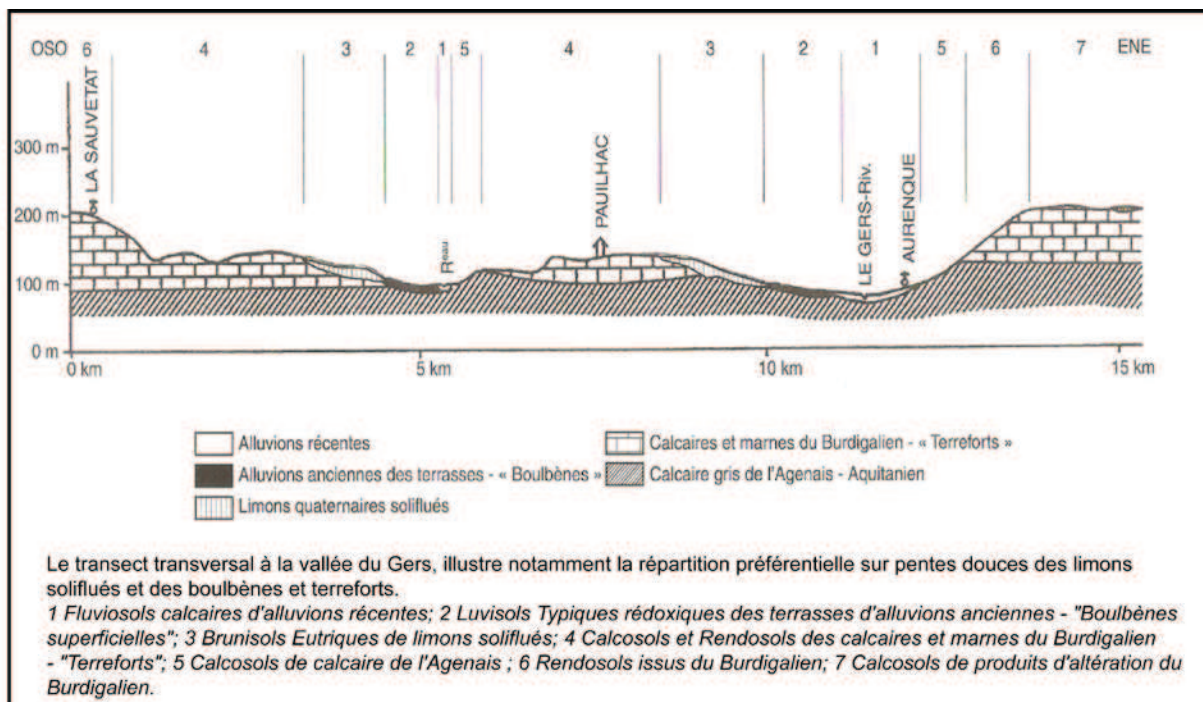 OSO 6 4 3 2 1 5 4 3 2 1 5 6 7 ENE
LA SAUVETAT
Reau
PAUILHAC
LE GERS-Riv.
AURENQUE
300 m
200 m
100 m
0 m
0 km 5 km 10 km 15 km
Alluvions récentes
Alluvions anciennes des terrasses - « Boulbènes »
Limons quaternaires soliflués
Calcaires et marnes du Burdigalien - « Terreforts »
Calcaire gris de l'Agenais - Aquitanien
Le transect transversal à la vallée du Gers, illustre notamment la répartition préférentielle sur pentes douces des limons
soliflués et des boulbènes et terreforts.
1 Fluviosols calcaires d'alluvions récentes; 2 Luvisols Typiques rédoxiques des terrasses d'alluvions anciennes - "Boulbènes
superficielles"; 3 Brunisols Eutriques de limons soliflués; 4 Calcosols et Rendosols des calcaires et marnes du Burdigalien
- "Terreforts"; 5 Calcosols de calcaire de l'Agenais ; 6 Rendosols issus du Burdigalien; 7 Calcosols de produits d'altération du
Burdigalien.